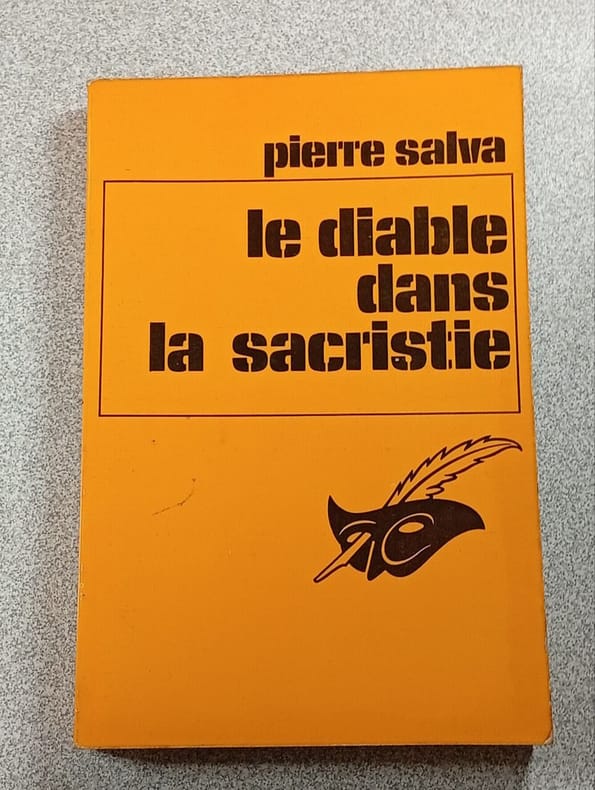 pierre salva
le diable
dans
la sacristie